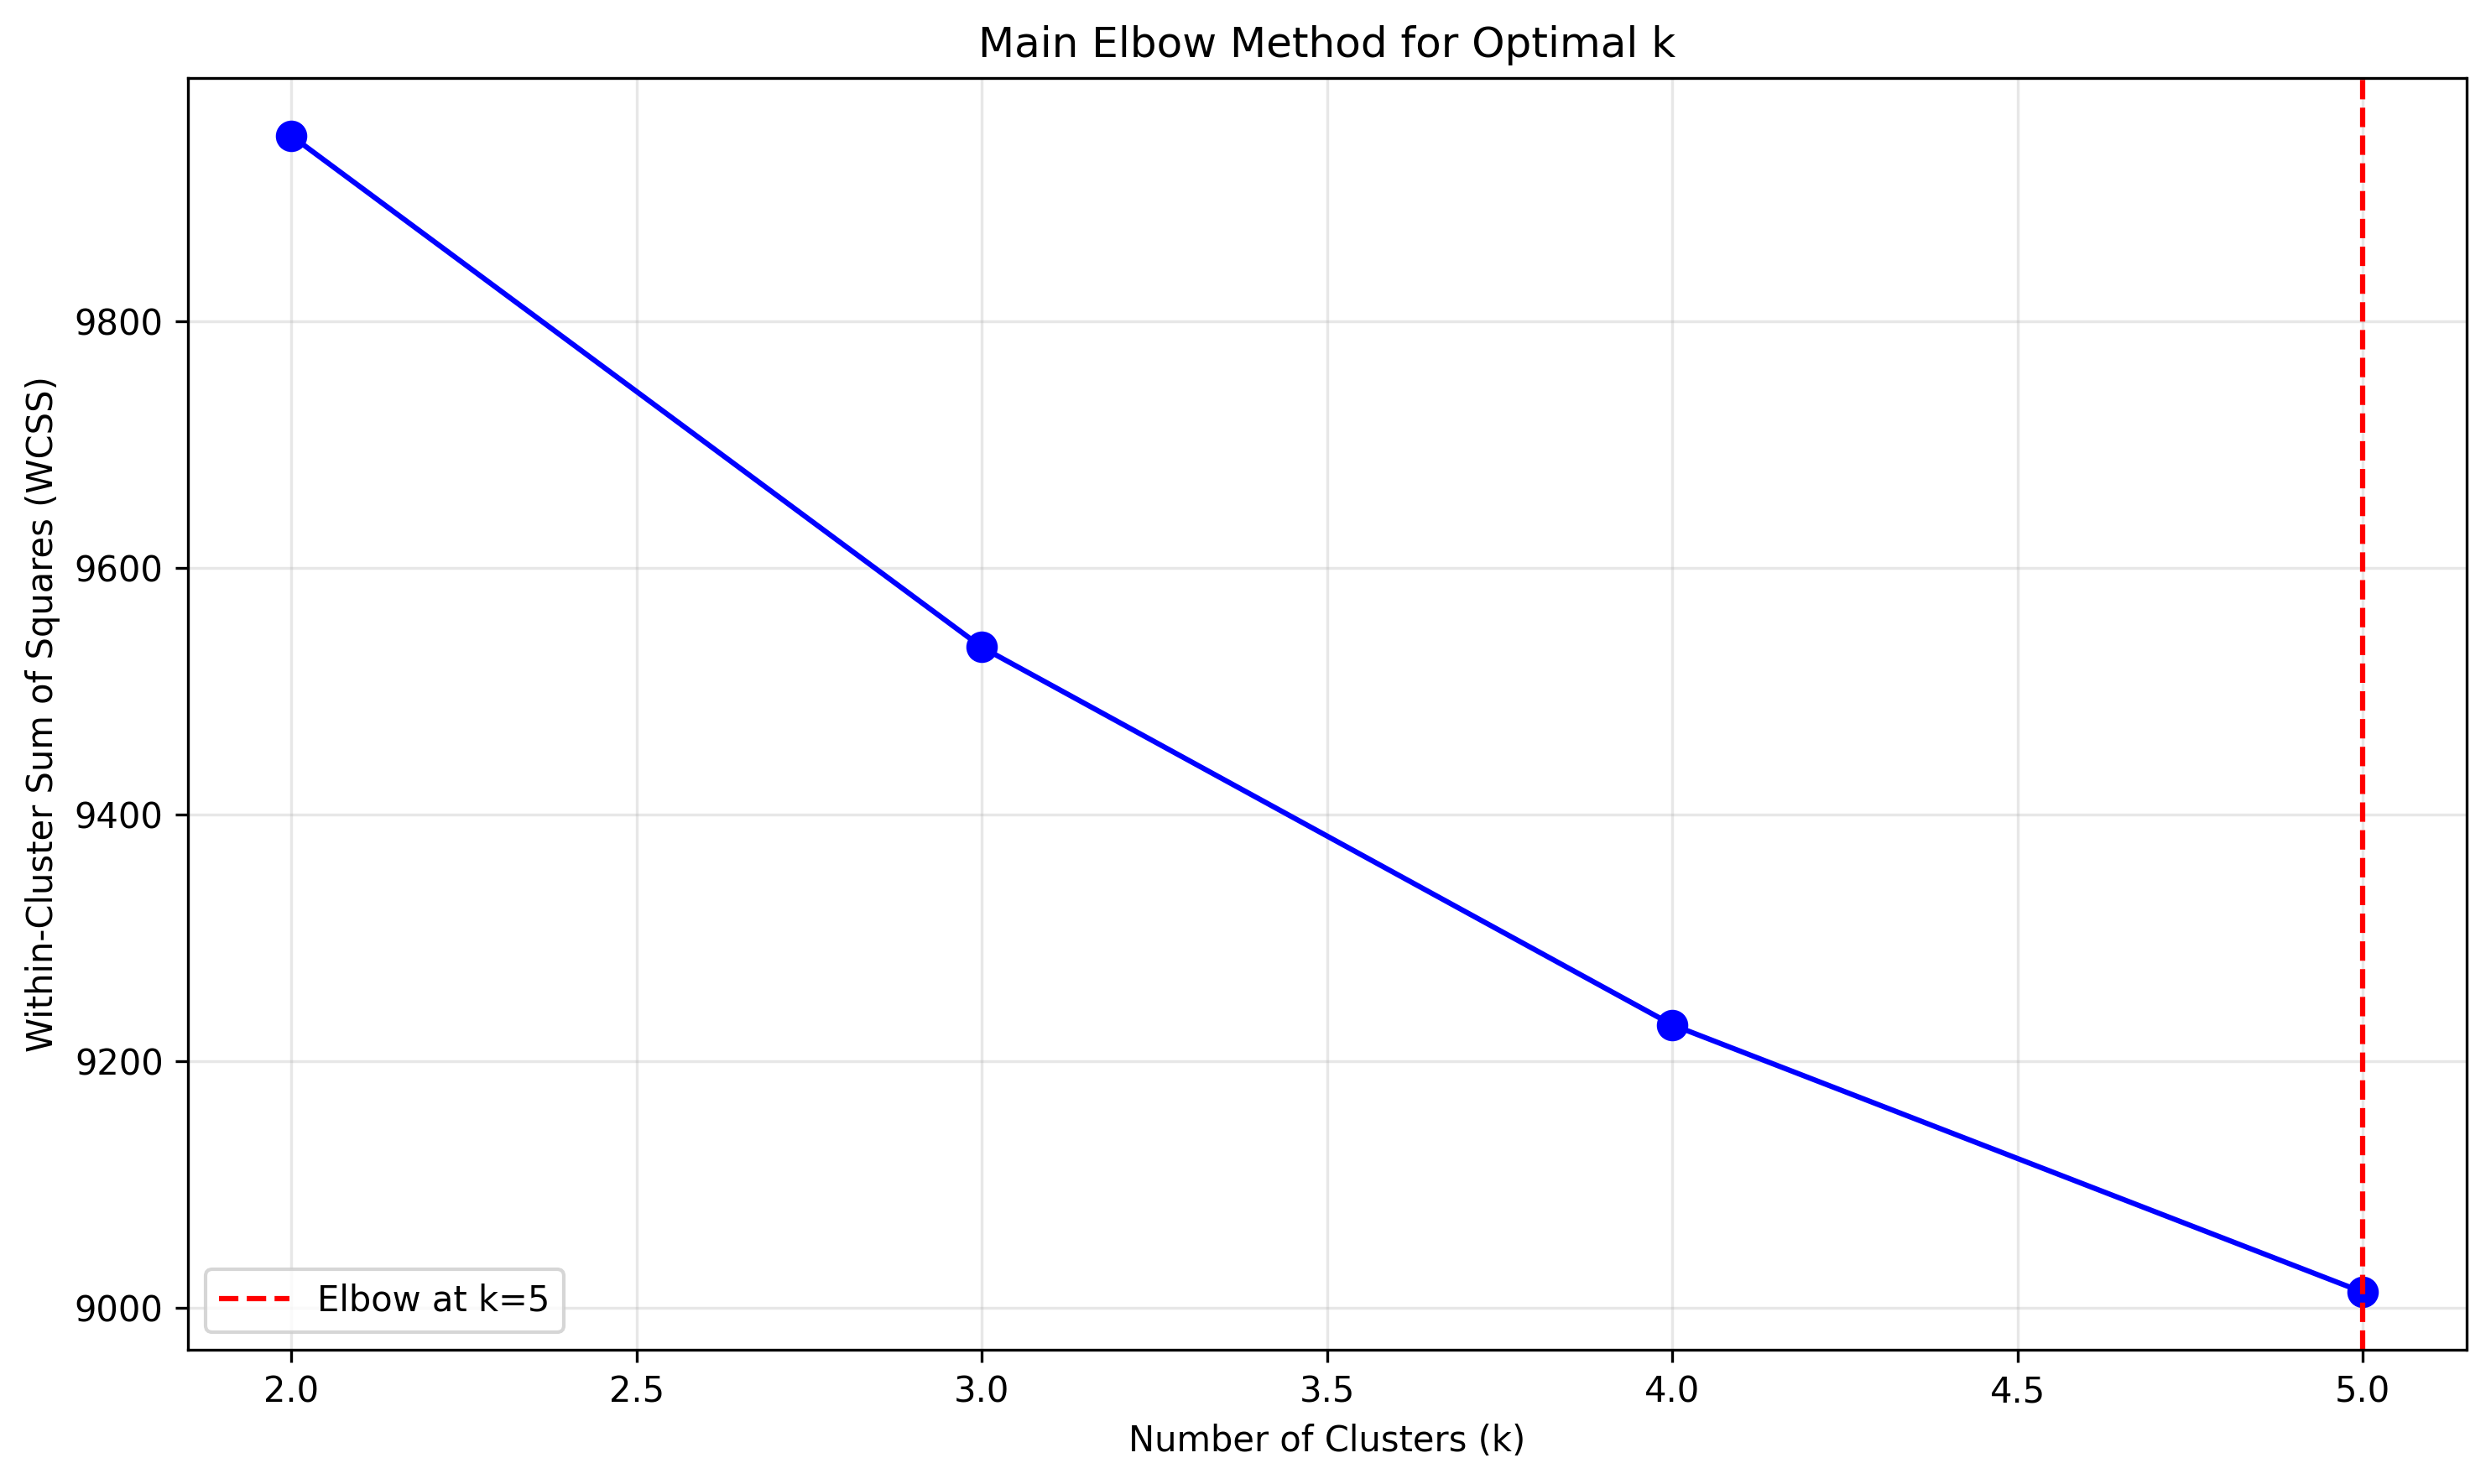 Main Elbow Method for Optimal k
Within-Cluster Sum of Squares (WCSS)
9800
9600
9400
9200
9000
Elbow at k=5
2.0 2.5 3.0 3.5 4.0 4.5 5.0
Number of Clusters (k)